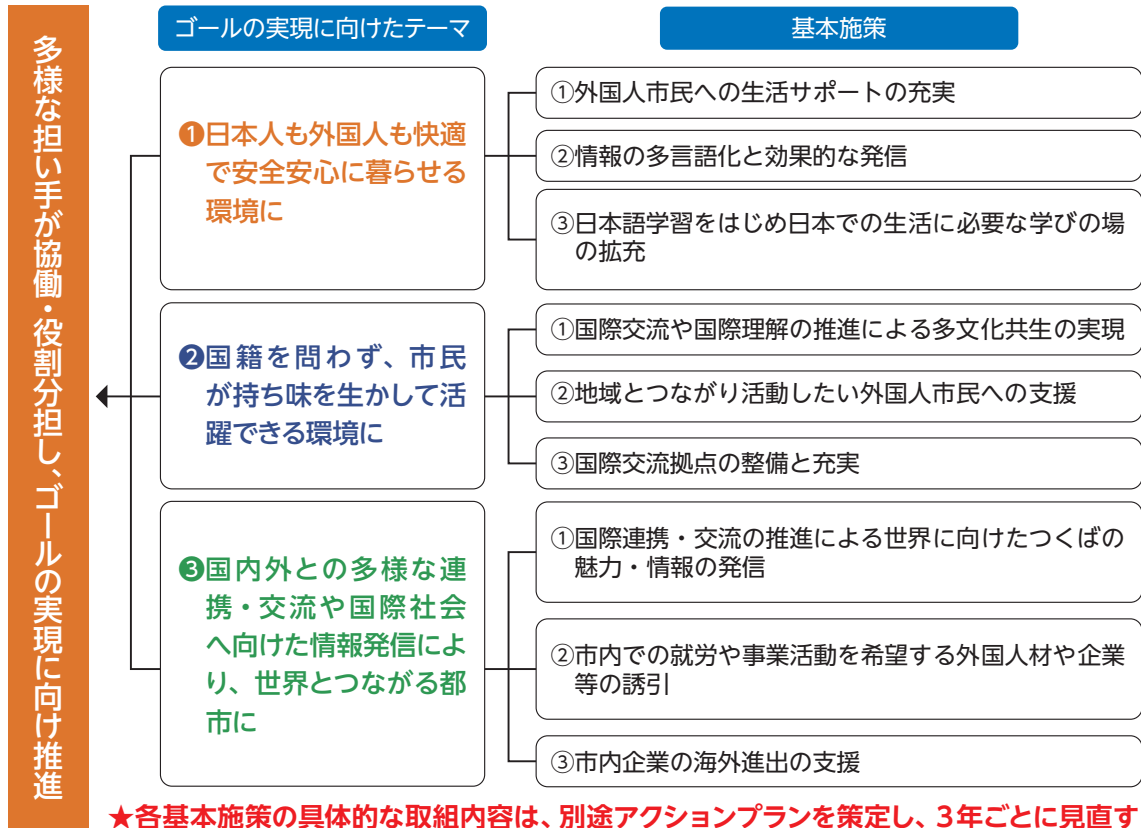 多様な担い手が協働・役割分担し、ゴールの実現に向け推進
ゴールの実現に向けたテーマ
基本施策
❶日本人も外国人も快適
で安全安心に暮らせる
環境に
①外国人市民への生活サポートの充実
②情報の多言語化と効果的な発信
③日本語学習をはじめ日本での生活に必要な学びの場
の拡充
❷国籍を問わず、市民
が持ち味を生かして活
躍できる環境に
①国際交流や国際理解の推進による多文化共生の実現
②地域とつながり活動したい外国人市民への支援
③国際交流拠点の整備と充実
❸国内外との多様な連
携・交流や国際社会
へ向けた情報発信によ
り、世界とつながる都
市に
①国際連携・交流の推進による世界に向けたつくばの
魅力・情報の発信
②市内での就労や事業活動を希望する外国人材や企業
等の誘引
③市内企業の海外進出の支援
★各基本施策の具体的な取組内容は、別途アクションプランを策定し、3年ごとに見直す